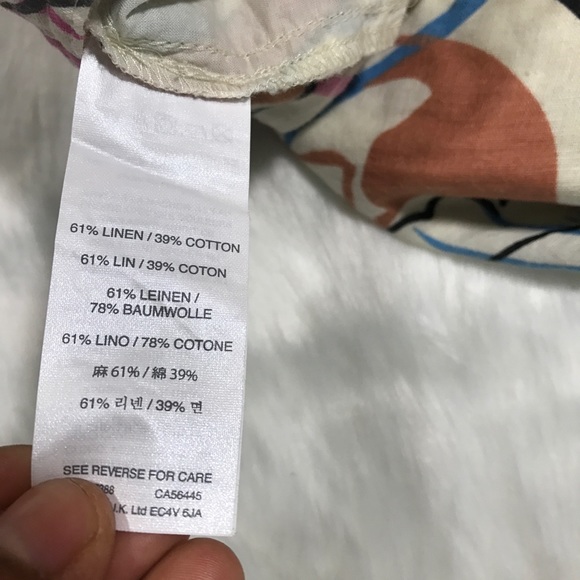 61% LINEN / 39% COTTON
61% LIN / 39% COTON
61% LEINEN /
78% BAUMWOLLE
61% LINO / 78% COTONE
麻 61% / 綿 39%
61% 리넨 / 39% 면
SEE REVERSE FOR CARE
CA56445
Ltd EC4V 6JA